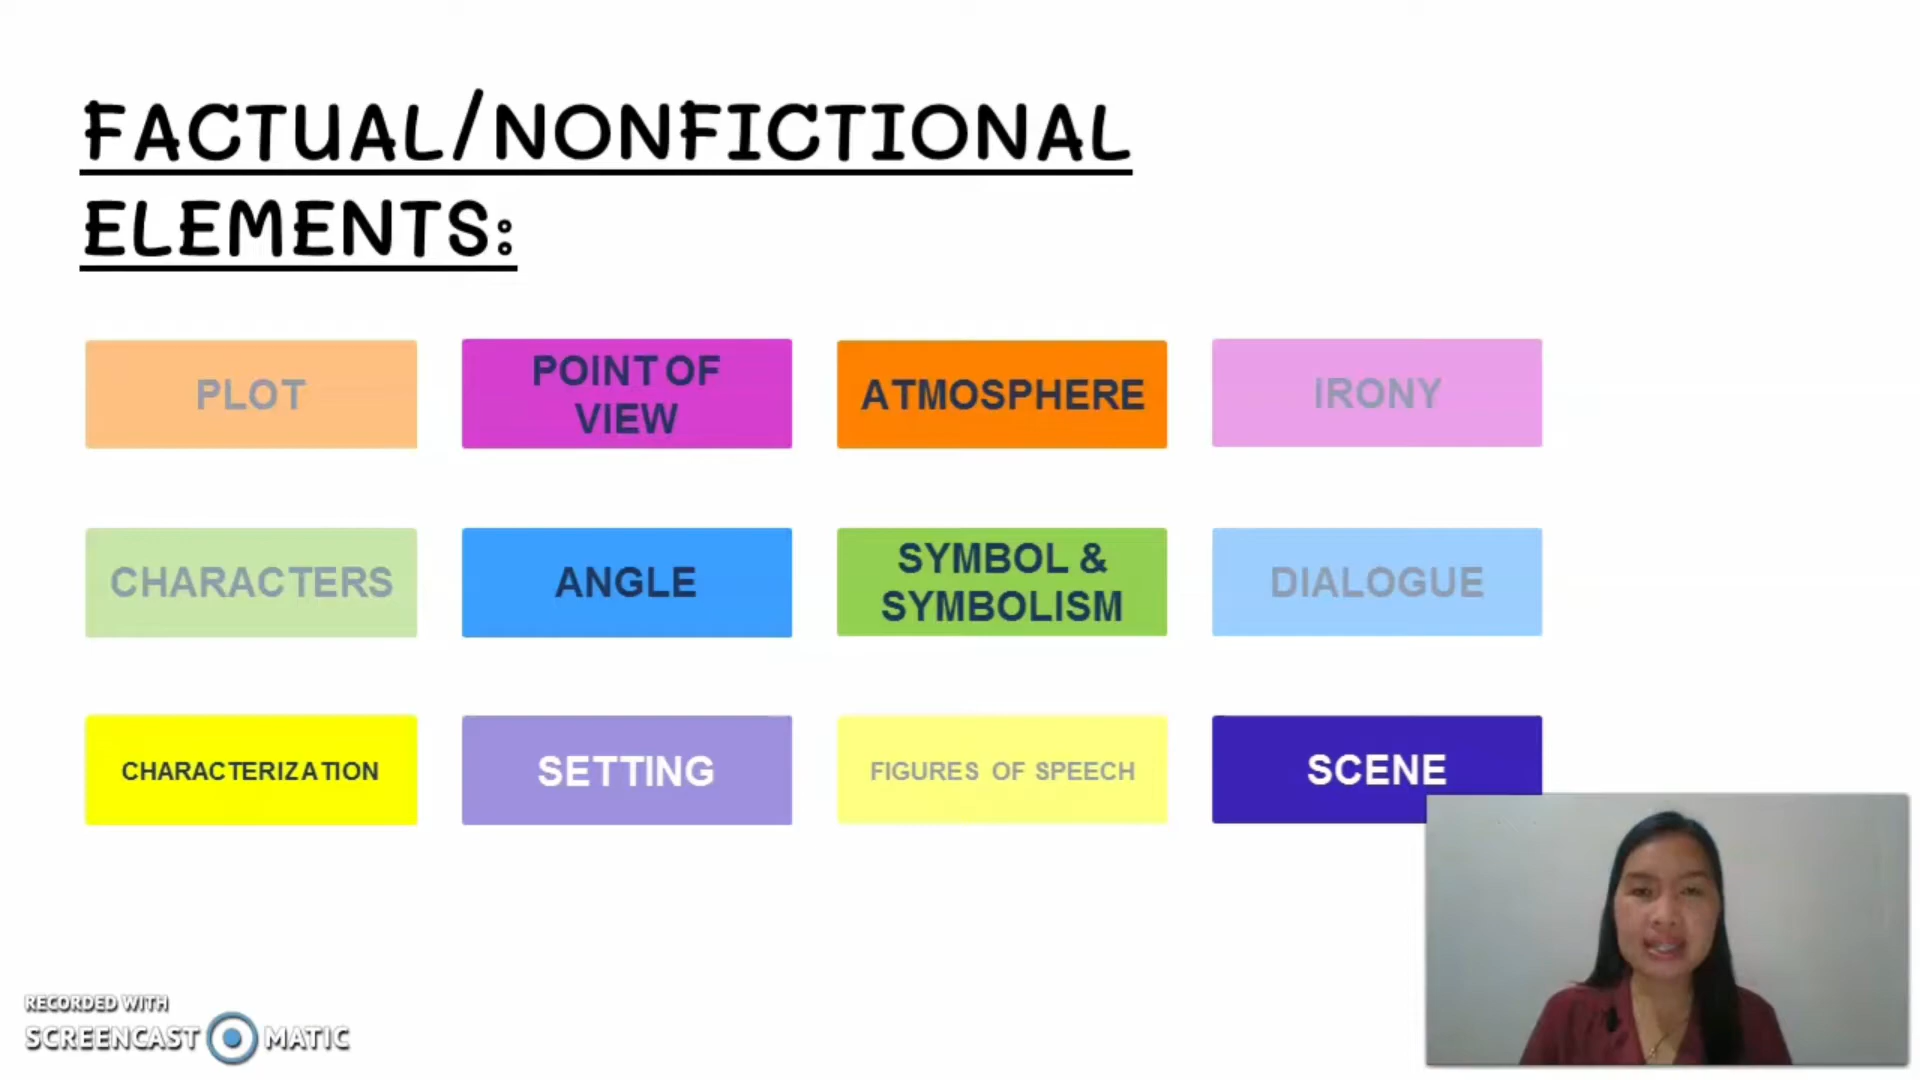 FACTUAL/NONFICTIONAL
ELEMENTS:
PLOT
POINT OF
VIEW
ATMOSPHERE
IRONY
CHARACTERS
ANGLE
SYMBOL &
SYMBOLISM
DIALOGUE
CHARACTERIZATION
SETTING
FIGURES OF SPEECH
SCENE
RECORDED WITH
SCREENCAST MATIC